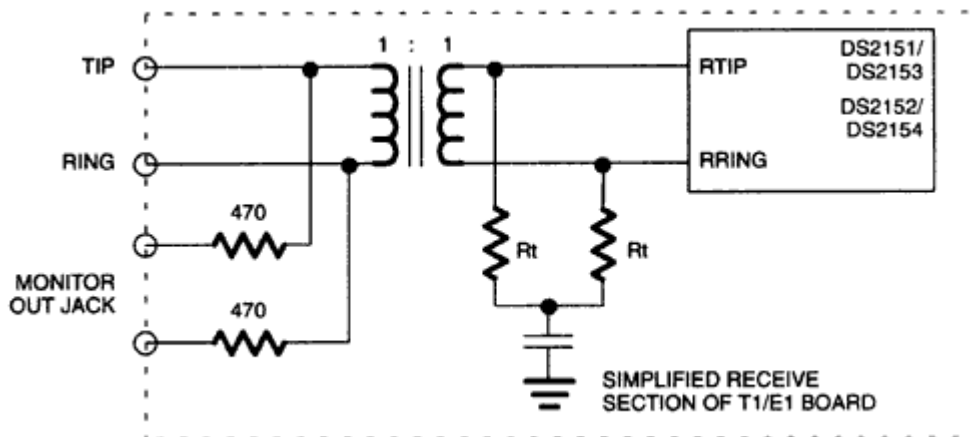 1 : 1
TIP
RTIP
DS2151/
DS2153
DS2152/
DS2154
RING
RRING
470
Rt
Rt
MONITOR
OUT JACK
470
SIMPLIFIED RECEIVE
SECTION OF T1/E1 BOARD